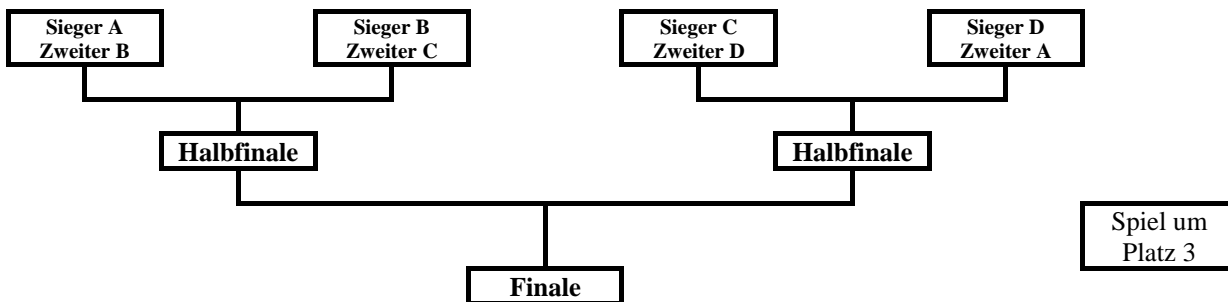 Sieger A
Zweiter B
Sieger B
Zweiter C
Sieger C
Zweiter D
Sieger D
Zweiter A
Halbfinale
Halbfinale
Spiel um
Platz 3
Finale